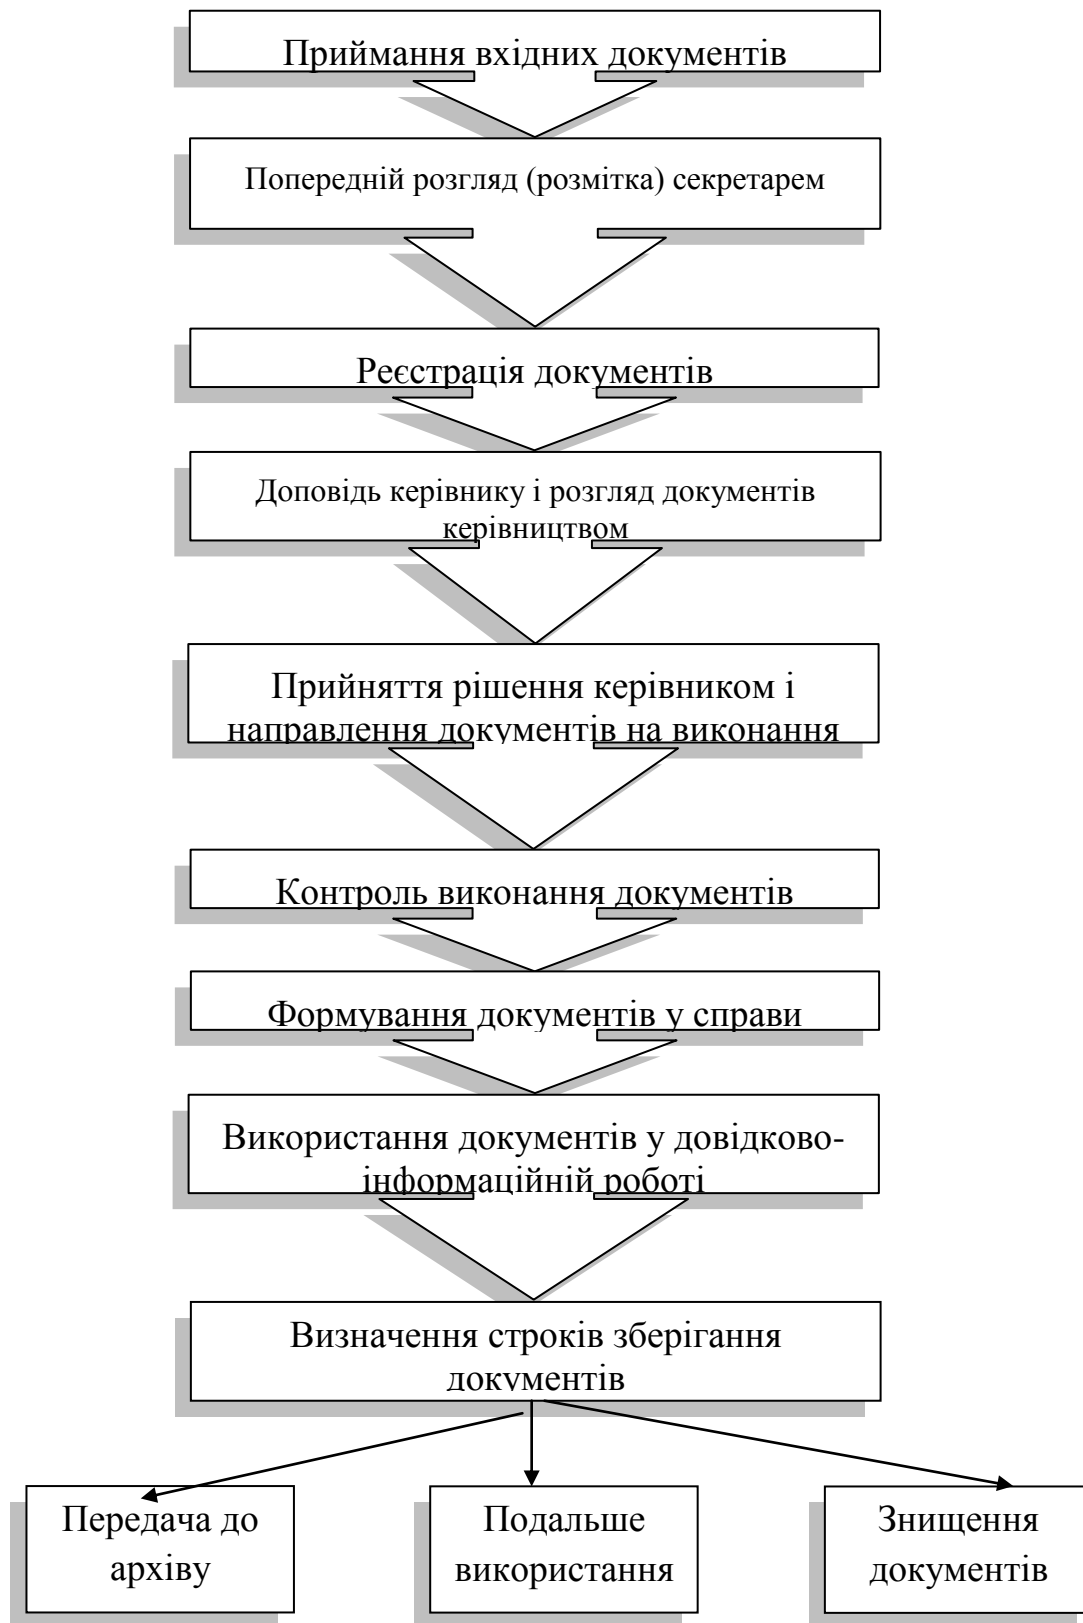 Приймання вхідних документів
Попередній розгляд (розмітка) секретарем
Реєстрація документів
Доповідь керівнику і розгляд документів
керівництвом
Прийняття рішення керівником і
направлення документів на виконання
Контроль виконання документів
Формування документів у справи
Використання документів у довідково-
інформаційній роботі
Визначення строків зберігання
документів
Передача до
архіву
Подальше
використання
Знищення
документів